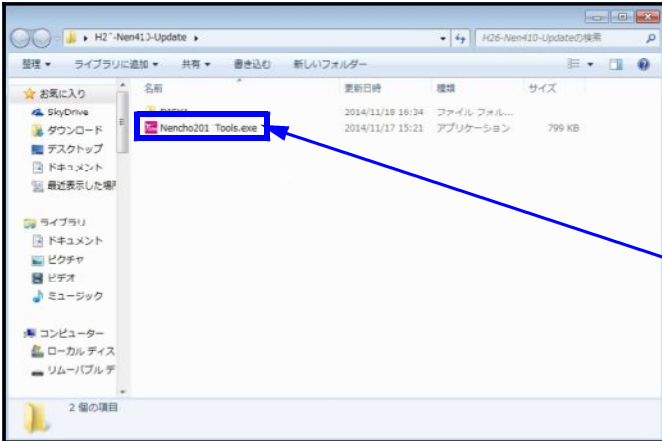 H2 -Nen410-Update
H26-Nen410-Updateの検索
整理 ライブラリに追加 共有 書き込む 新しいフォルダー
お気に入り
SkyDrive
ダウンロード
デスクトップ
ドキュメント
最近表示した場所
ライブラリ
ドキュメント
ピクチャ
ビデオ
ミュージック
コンピューター
ローカル ディス
リムーバブル デ
名前 更新日時 種類 サイズ
2014/11/18 16:34 ファイル フォル...
Nencho201 Tools.exe 2014/11/17 15:21 アプリケーション 799 KB
2 個の項目